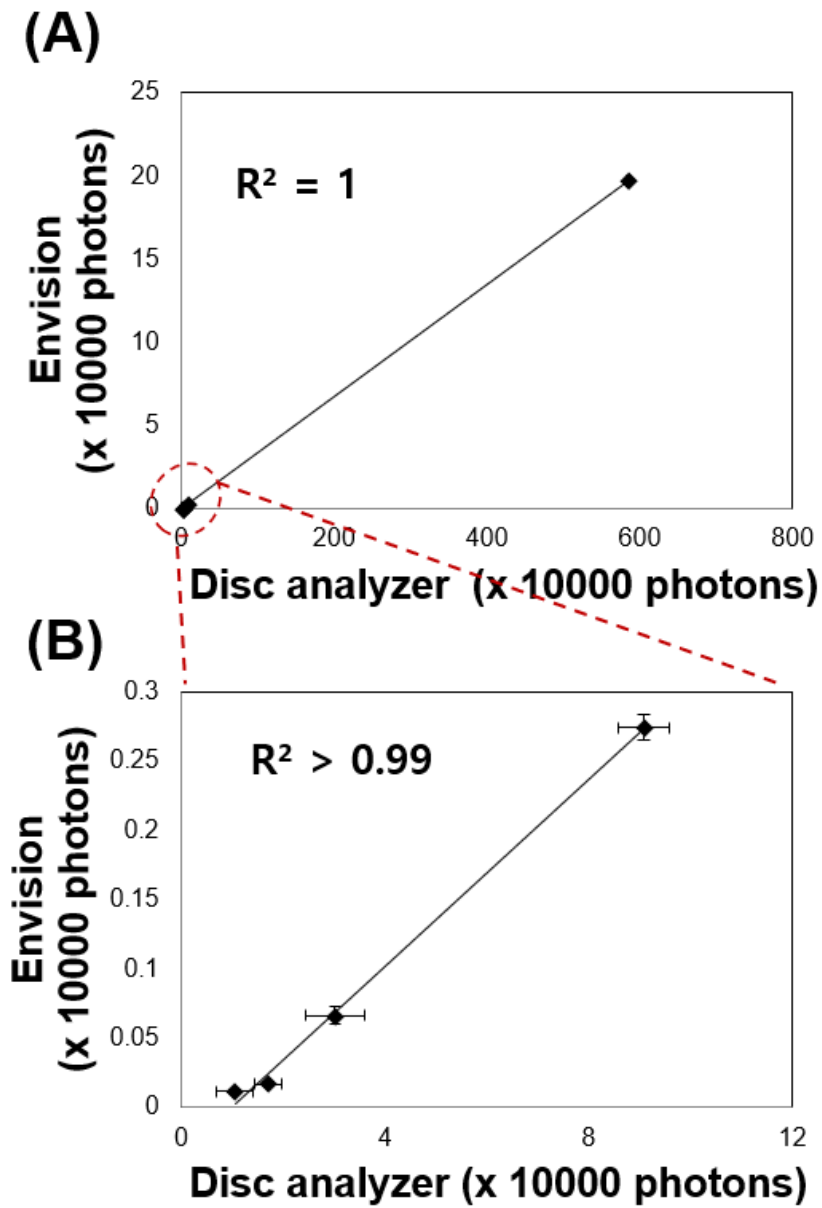 (A)
25
20
15
10
5
0
R² = 1
Envision
(x 10000 photons)
0 200 400 600 800
Disc analyzer (x 10000 photons)
(B)
0.3
0.25
0.2
0.15
0.1
0.05
0
R² > 0.99
Envision
(x 10000 photons)
0 4 8 12
Disc analyzer (x 10000 photons)